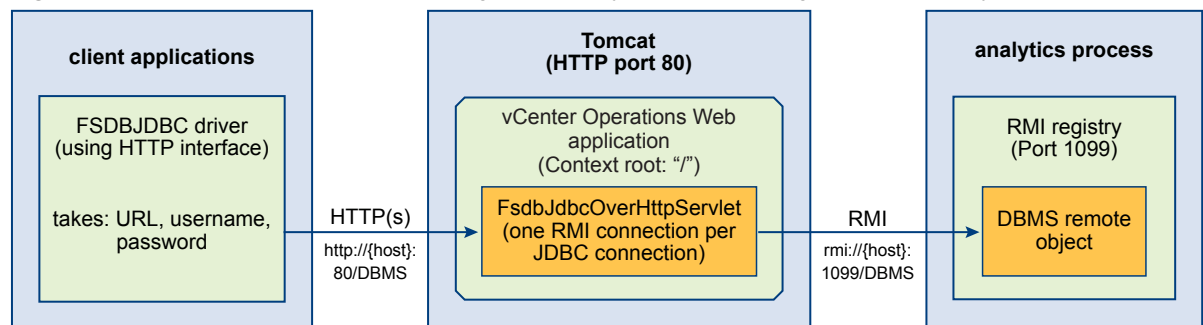 client applications
FSDBJDBC driver
(using HTTP interface)
takes: URL, username,
password
HTTP(s)
http://{host}:
80/DBMS
Tomcat
(HTTP port 80)
vCenter Operations Web
application
(Context root: “/”)
FsdbJdbcOverHttpServlet
(one RMI connection per
JDBC connection)
RMI
rmi://{host}:
1099/DBMS
analytics process
RMI registry
(Port 1099)
DBMS remote
object